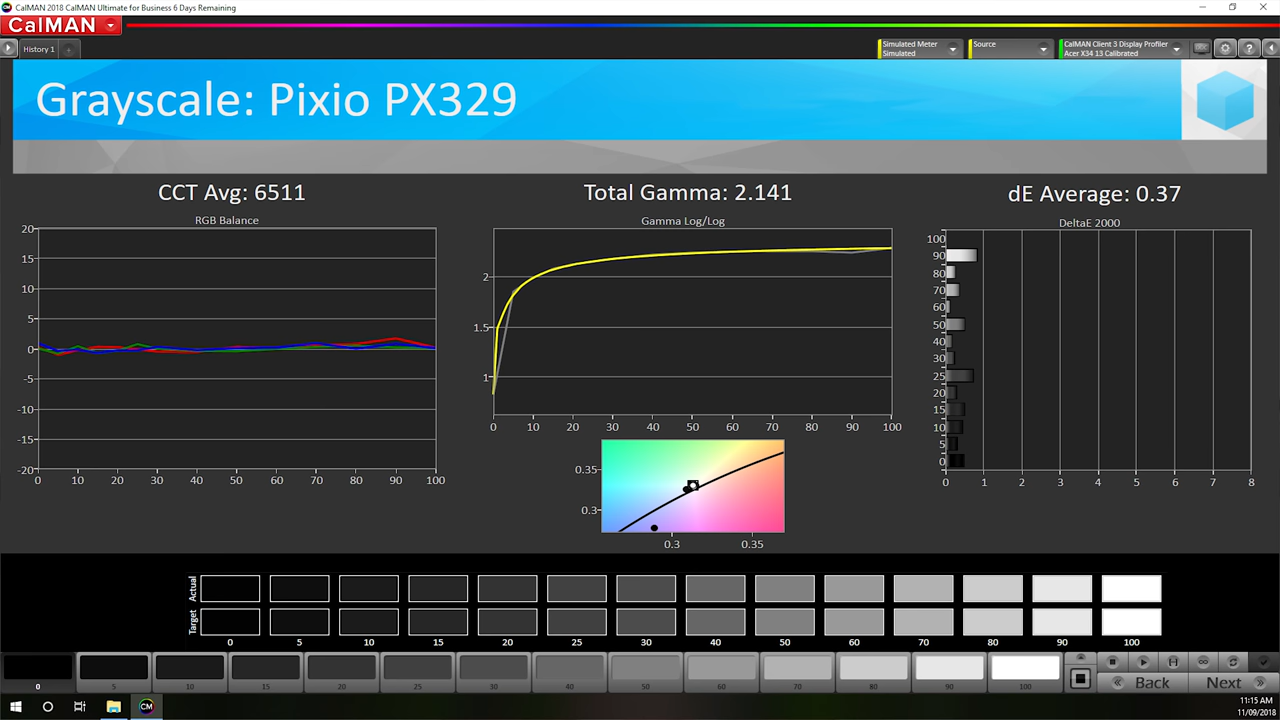 CalMAN 2018 CalMAN Ultimate for Business 6 Days Remaining
CalMAN
History 1
Simulated Meter
Simulated
Source
CalMAN Client 3 Display Profiler
Acer X34 13 Calibrated
Grayscale: Pixio PX329
CCT Avg: 6511
Total Gamma: 2.141
dE Average: 0.37
RGB Balance
20
15
10
5
0
-5
-10
-15
-20
0 10 20 30 40 50 60 70 80 90 100
Gamma Log/Log
2
1.5
1
0 10 20 30 40 50 60 70 80 90 100
0.35
0.3
0.3 0.35
DeltaE 2000
100
90
80
70
60
50
40
30
25
20
15
10
5
0
0 1 2 3 4 5 6 7 8
Actual
Target
0 5 10 15 20 25 30 40 50 60 70 80 90 100
0 5 10 15 20 25 30 40 50 60 70 80 90 100
Back Next
CM
11:15 AM
11/09/2018